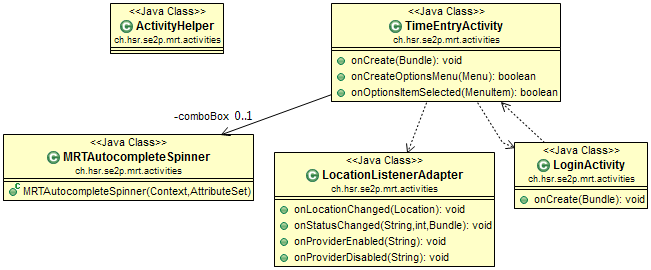 <<Java Class>>
ActivityHelper
ch.hsr.se2p.mrt.activities
<<Java Class>>
TimeEntryActivity
ch.hsr.se2p.mrt.activities
onCreate(Bundle): void
onCreateOptionsMenu(Menu): boolean
onOptionsItemSelected(MenuItem): boolean
-comboBox 0..1
<<Java Class>>
MRTAutocompleteSpinner
ch.hsr.se2p.mrt.activities
MRTAutocompleteSpinner(Context,AttributeSet)
<<Java Class>>
LocationListenerAdapter
ch.hsr.se2p.mrt.activities
onLocationChanged(Location): void
onStatusChanged(String,int,Bundle): void
onProviderEnabled(String): void
onProviderDisabled(String): void
<<Java Class>>
LoginActivity
ch.hsr.se2p.mrt.activities
onCreate(Bundle): void